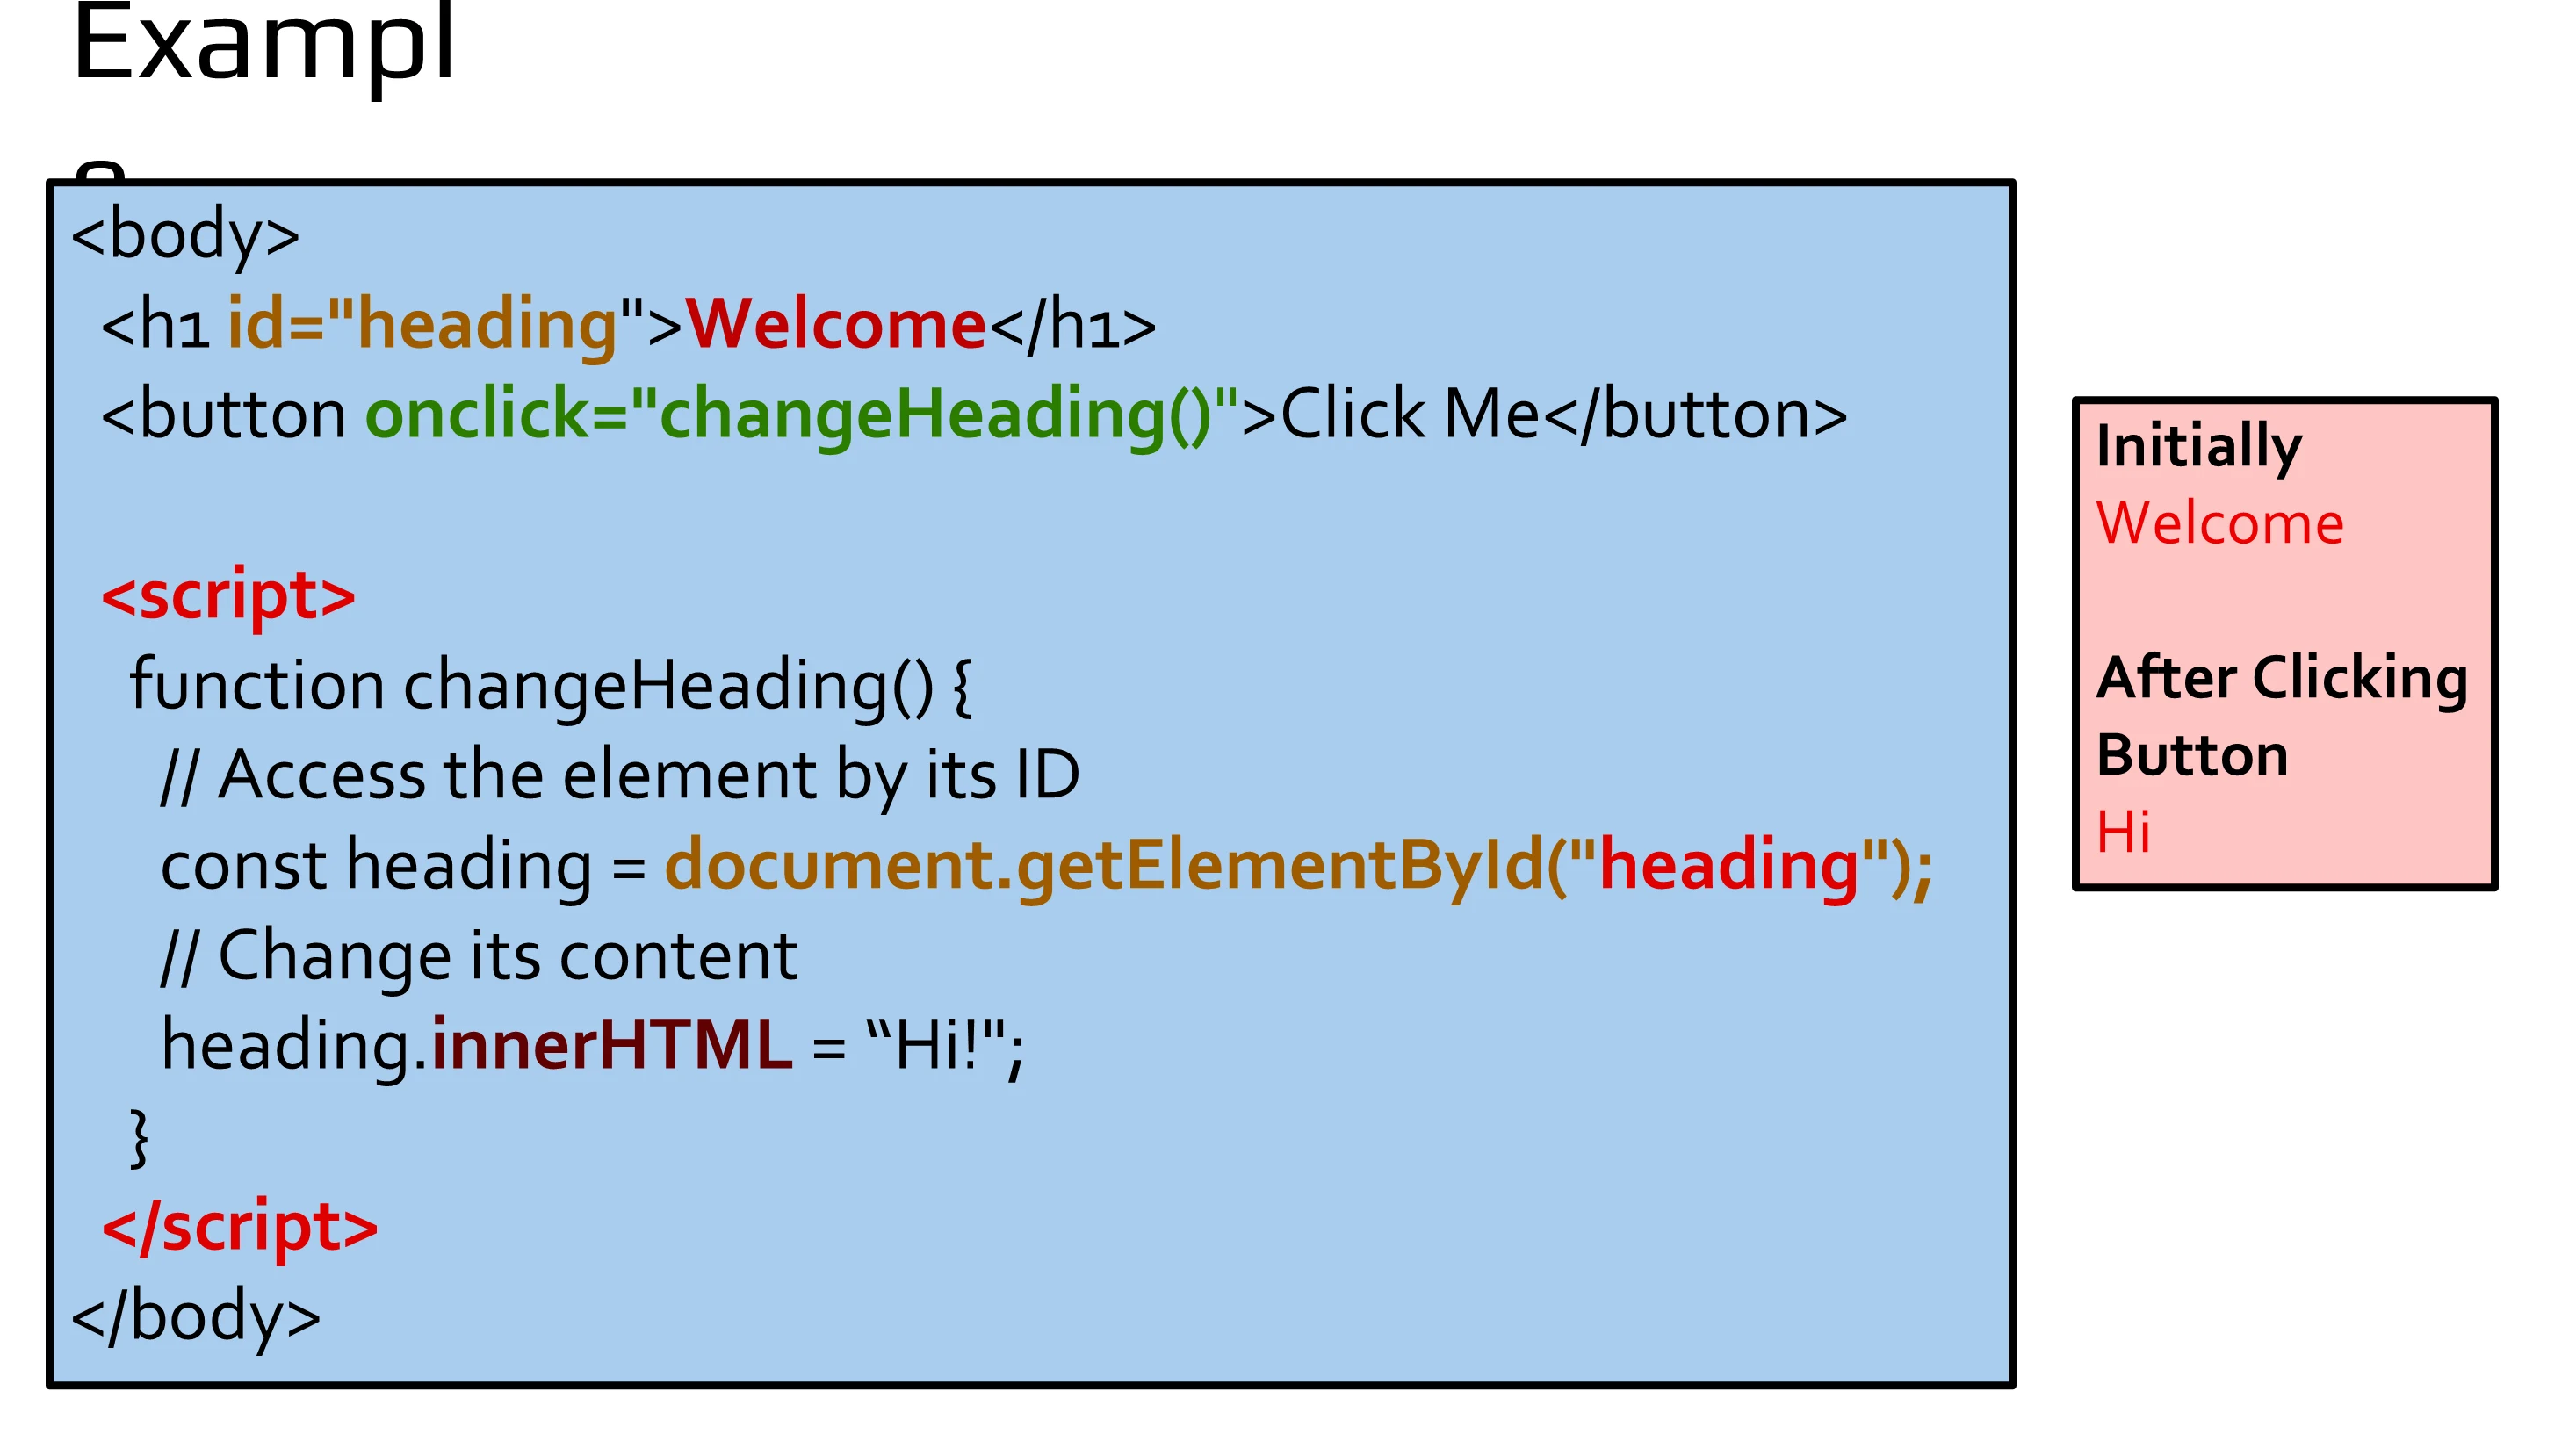 Exampl
<body>
<h1 id="heading">Welcome</h1>
<button onclick="changeHeading()">Click Me</button>
<script>
function changeHeading() {
// Access the element by its ID
const heading = document.getElementById("heading");
// Change its content
heading.innerHTML = “Hi!";
}
</script>
</body>
Initially
Welcome
After Clicking
Button
Hi